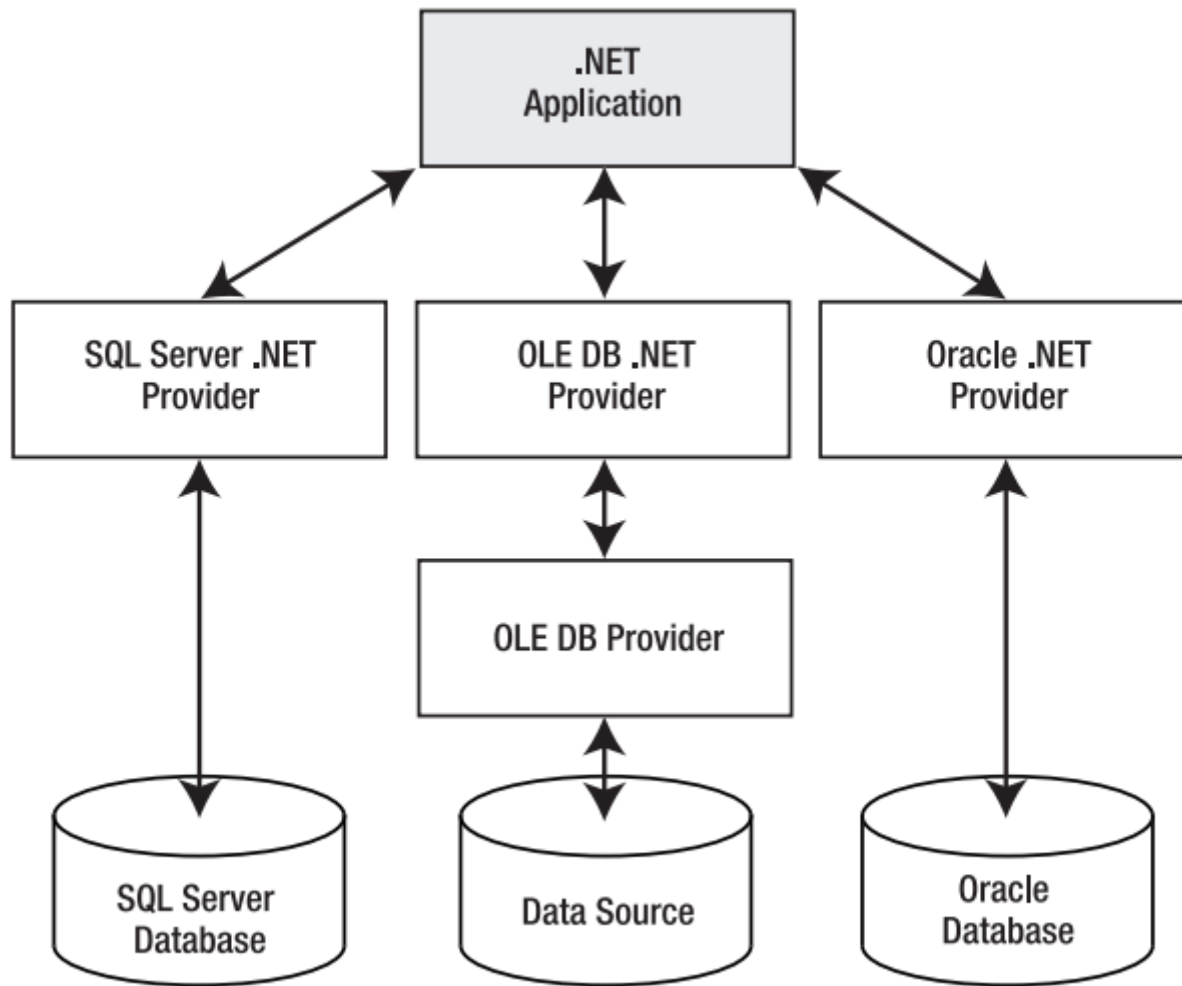 .NET
Application
SQL Server .NET
Provider
OLE DB .NET
Provider
Oracle .NET
Provider
OLE DB Provider
SQL Server
Database
Data Source
Oracle
Database